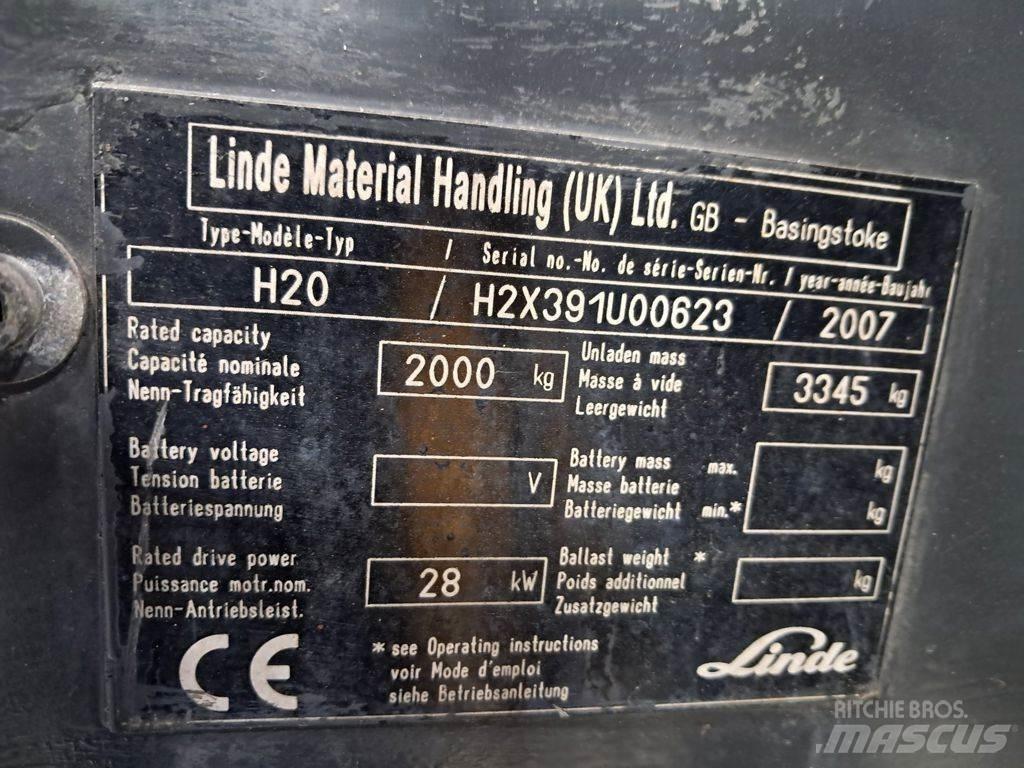 Linde Material Handling (UK) Ltd. GB - Basingstoke
Type-Modèle-Typ / Serial no.-No. de série-Serien-Nr. / year-année-Baujahr
H20 / H2X391U00623 / 2007
Rated capacity
Capacité nominale 2000 kg
Nenn-Tragfähigkeit
Unladen mass
Masse à vide 3345 kg
Leergewicht
Battery voltage
Tension batterie V
Batteriespannung
Battery mass max. kg
Masse batterie
Batteriegewicht min.* kg
Rated drive power
Puissance motr.nom. 28 kW
Nenn-Antriebsleist.
Ballast weight *
Poids additionnel kg
Zusatzgewicht
CE
* see Operating instructions
voir Mode d'emploi
siehe Betriebsanleitung
Linde
RITCHIE BROS.
MASCUS